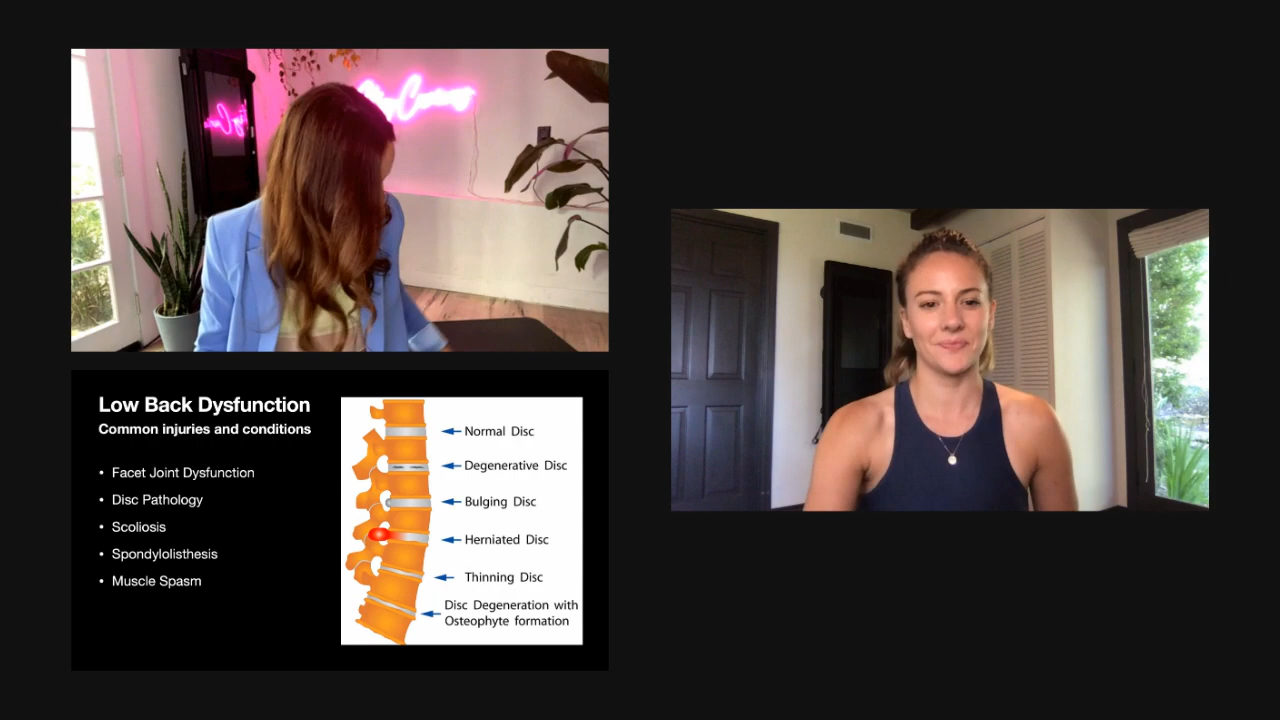 Low Back Dysfunction
Common injuries and conditions
• Facet Joint Dysfunction
• Disc Pathology
• Scoliosis
• Spondylolisthesis
• Muscle Spasm
Normal Disc
Degenerative Disc
Bulging Disc
Herniated Disc
Thinning Disc
Disc Degeneration with
Osteophyte formation